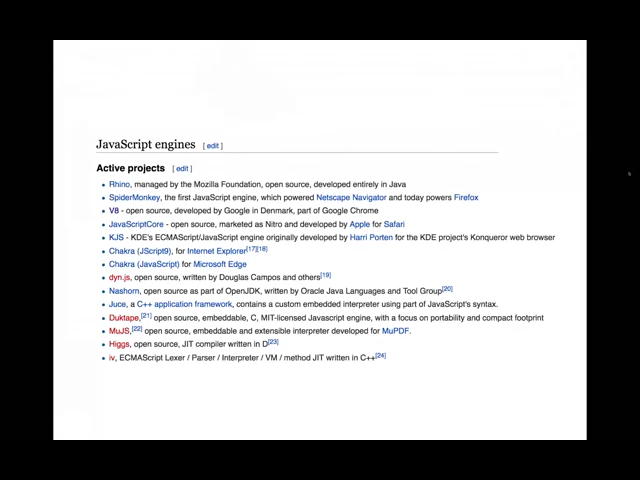 JavaScript engines [ edit ]
Active projects [ edit ]
Rhino, managed by the Mozilla Foundation, open source, developed entirely in Java
SpiderMonkey, the first JavaScript engine, which powered Netscape Navigator and today powers Firefox
V8 - open source, developed by Google in Denmark, part of Google Chrome
JavaScriptCore - open source, marketed as Nitro and developed by Apple for Safari
KJS - KDE's ECMAScript/JavaScript engine originally developed by Harri Porten for the KDE project's Konqueror web browser
Chakra (JScript9), for Internet Explorer[17][18]
Chakra (JavaScript) for Microsoft Edge
dyn.js, open source, written by Douglas Campos and others[19]
Nashorn, open source as part of OpenJDK, written by Oracle Java Languages and Tool Group[20]
Juce, a C++ application framework, contains a custom embedded interpreter using part of JavaScript's syntax.
Duktape,[21] open source, embeddable, C, MIT-licensed Javascript engine, with a focus on portability and compact footprint
MuJS,[22] open source, embeddable and extensible interpreter developed for MuPDF.
Higgs, open source, JIT compiler written in D[23]
iv, ECMAScript Lexer / Parser / Interpreter / VM / method JIT written in C++[24]